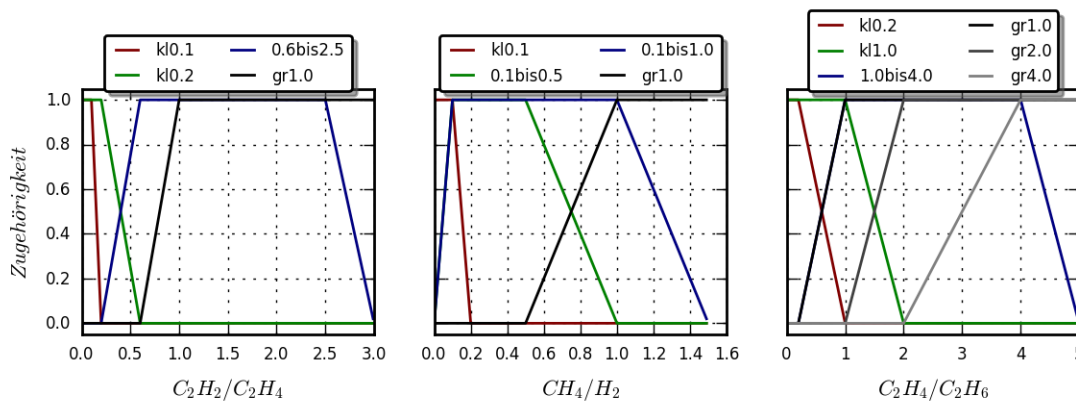 kl0.1 0.6bis2.5
kl0.2 gr1.0
kl0.1 0.1bis1.0
0.1bis0.5 gr1.0
kl0.2 gr1.0
kl1.0 gr2.0
1.0bis4.0 gr4.0
Zugehörigkeit
1.0
0.8
0.6
0.4
0.2
0.0
0.0 0.5 1.0 1.5 2.0 2.5 3.0
C₂H₂/C₂H₄
0.0 0.2 0.4 0.6 0.8 1.0 1.2 1.4 1.6
CH₄/H₂
0 1 2 3 4 5
C₂H₄/C₂H₆